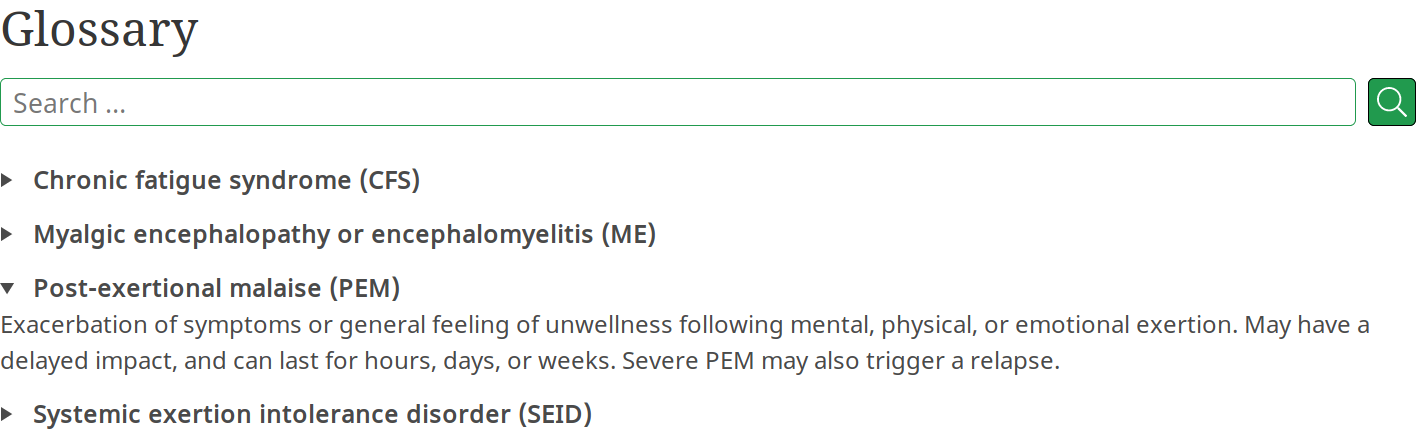 Glossary
Search ...
Chronic fatigue syndrome (CFS)
Myalgic encephalopathy or encephalomyelitis (ME)
Post-exertional malaise (PEM)
Exacerbation of symptoms or general feeling of unwellness following mental, physical, or emotional exertion. May have a
delayed impact, and can last for hours, days, or weeks. Severe PEM may also trigger a relapse.
Systemic exertion intolerance disorder (SEID)